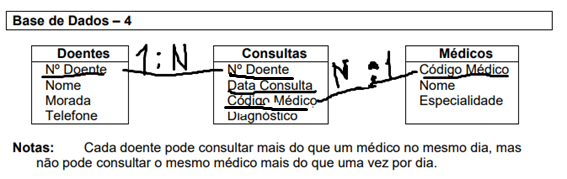 Base de Dados – 4
Doentes 1:N Consultas Médicos
Nº Doente Nº Doente N:1 Código Médico
Nome Data Consulta Nome
Morada Código Médico Especialidade
Telefone Diagnóstico
Notas: Cada doente pode consultar mais do que um médico no mesmo dia, mas
não pode consultar o mesmo médico mais do que uma vez por dia.